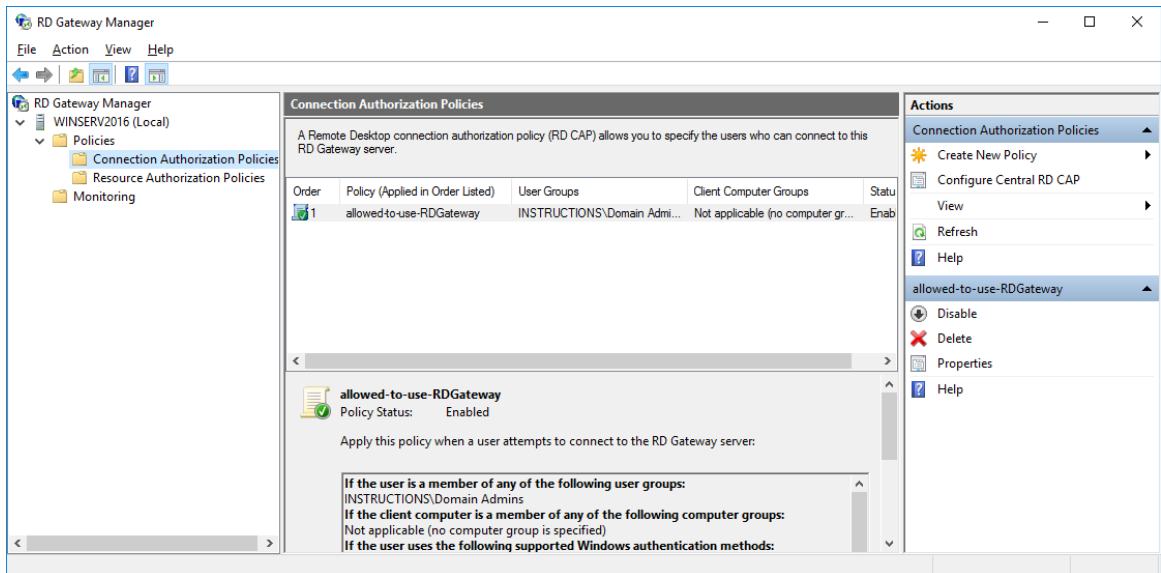 RD Gateway Manager
File Action View Help
RD Gateway Manager
WINSERV2016 (Local)
Policies
Connection Authorization Policies
Resource Authorization Policies
Monitoring
Connection Authorization Policies
A Remote Desktop connection authorization policy (RD CAP) allows you to specify the users who can connect to this
RD Gateway server.
Order Policy (Applied in Order Listed) User Groups Client Computer Groups Statu
1 allowed-to-use-RDGateway INSTRUCTIONS\Domain Admi... Not applicable (no computer gr... Enab
allowed-to-use-RDGateway
Policy Status: Enabled
Apply this policy when a user attempts to connect to the RD Gateway server:
If the user is a member of any of the following user groups:
INSTRUCTIONS\Domain Admins
If the client computer is a member of any of the following computer groups:
Not applicable (no computer group is specified)
If the user uses the following supported Windows authentication methods:
Actions
Connection Authorization Policies
Create New Policy
Configure Central RD CAP
View
Refresh
Help
allowed-to-use-RDGateway
Disable
Delete
Properties
Help